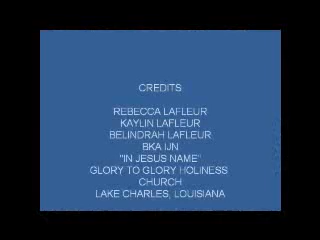 CREDITS
REBECCA LAFLEUR
KAYLIN LAFLEUR
BELINDRAH LAFLEUR
BKA IJN
"IN JESUS NAME"
GLORY TO GLORY HOLINESS
CHURCH
LAKE CHARLES, LOUISIANA